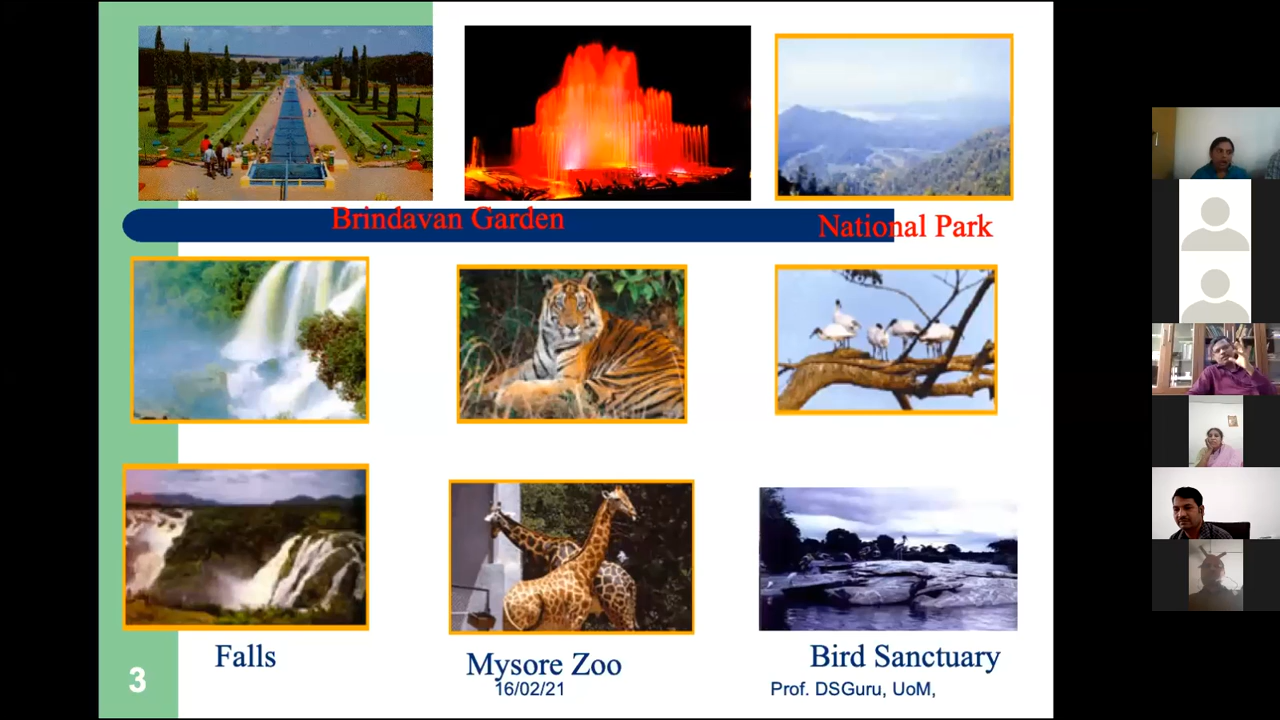 Brindavan Garden
National Park
Falls
Mysore Zoo
Bird Sanctuary
3
16/02/21
Prof. DSGuru, UoM,